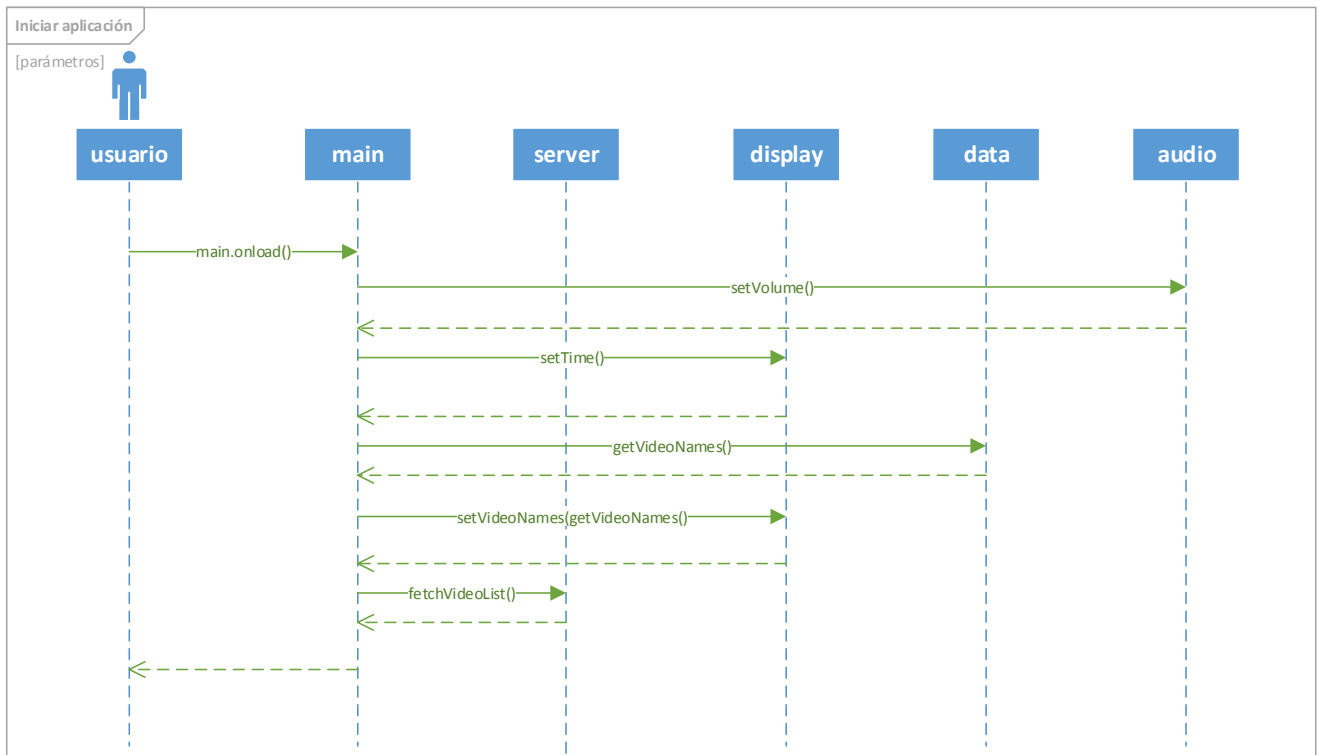 Iniciar aplicación
[parámetros]
usuario
main
server
display
data
audio
main.onload()
setVolume()
setTime()
getVideoNames()
setVideoNames(getVideoNames()
fetchVideoList()